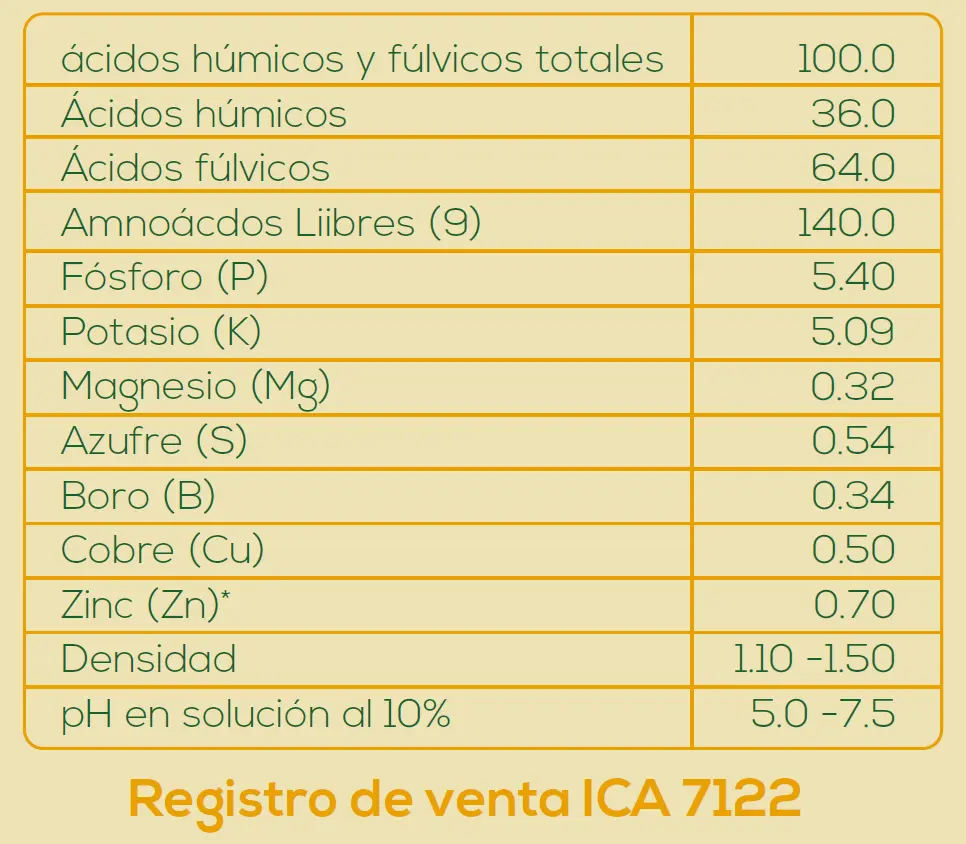 ácidos húmicos y fúlvicos totales 100.0
Ácidos húmicos 36.0
Ácidos fúlvicos 64.0
Amnoácdos Liibres (9) 140.0
Fósforo (P) 5.40
Potasio (K) 5.09
Magnesio (Mg) 0.32
Azufre (S) 0.54
Boro (B) 0.34
Cobre (Cu) 0.50
Zinc (Zn)* 0.70
Densidad 1.10 -1.50
pH en solución al 10% 5.0 -7.5
Registro de venta ICA 7122